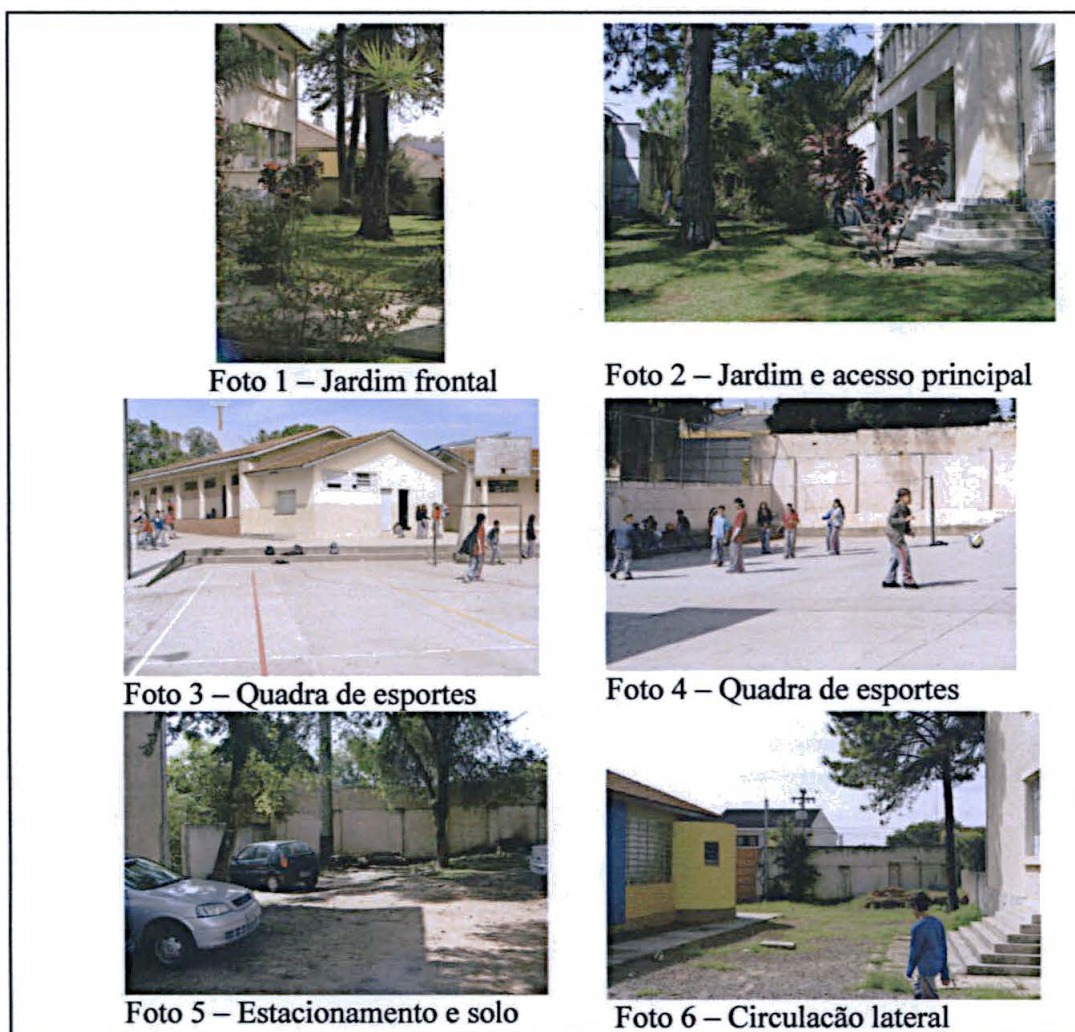 Foto 1 – Jardim frontal
Foto 2 – Jardim e acesso principal
Foto 3 – Quadra de esportes
Foto 4 – Quadra de esportes
Foto 5 – Estacionamento e solo
Foto 6 – Circulação lateral